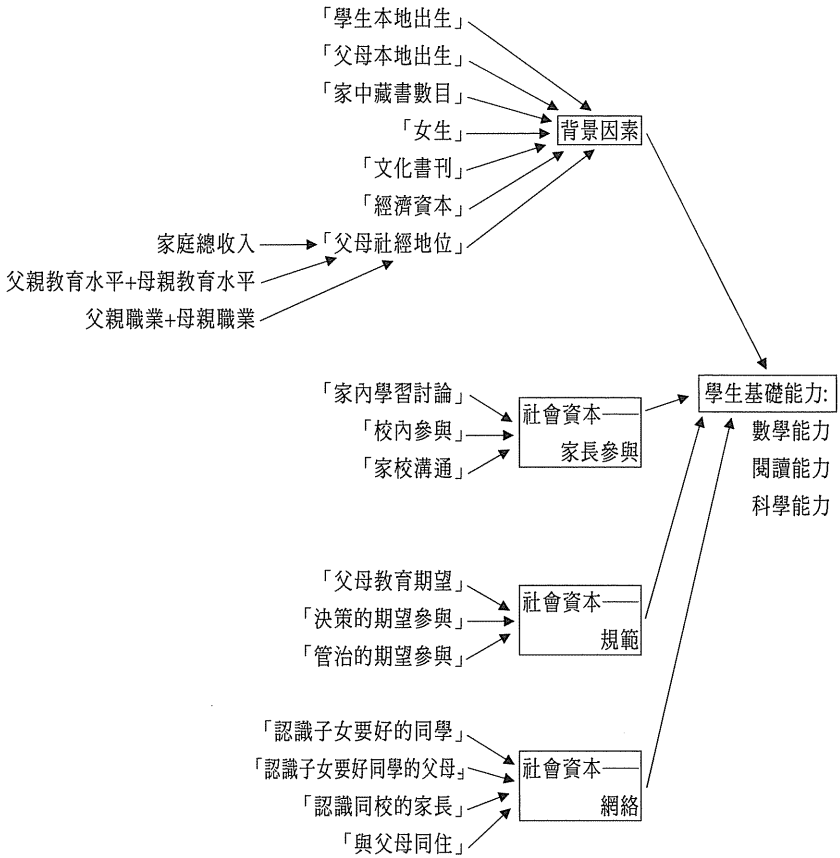 「學生本地出生」
「父母本地出生」
「家中藏書數目」
「女生」
背景因素
「文化書刊」
「經濟資本」
家庭總收入
「父母社經地位」
父親教育水平+母親教育水平
父親職業+母親職業
「家內學習討論」
「校內參與」
「家校溝通」
社會資本——
家長參與
學生基礎能力:
數學能力
閱讀能力
科學能力
「父母教育期望」
「決策的期望參與」
「管治的期望參與」
社會資本——
規範
「認識子女要好的同學」
「認識子女要好同學的父母」
「認識同校的家長」
「與父母同住」
社會資本——
網絡